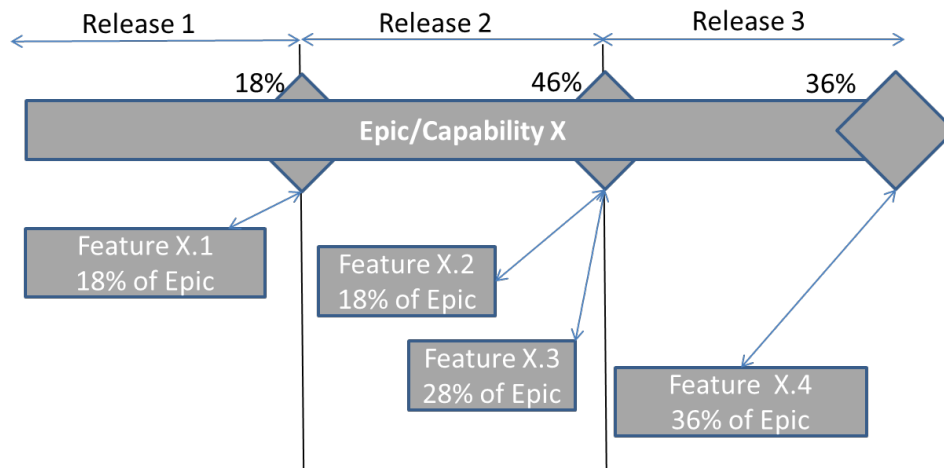 Release 1
Release 2
Release 3
18%
46%
36%
Epic/Capability X
Feature X.1
18% of Epic
Feature X.2
18% of Epic
Feature X.3
28% of Epic
Feature X.4
36% of Epic